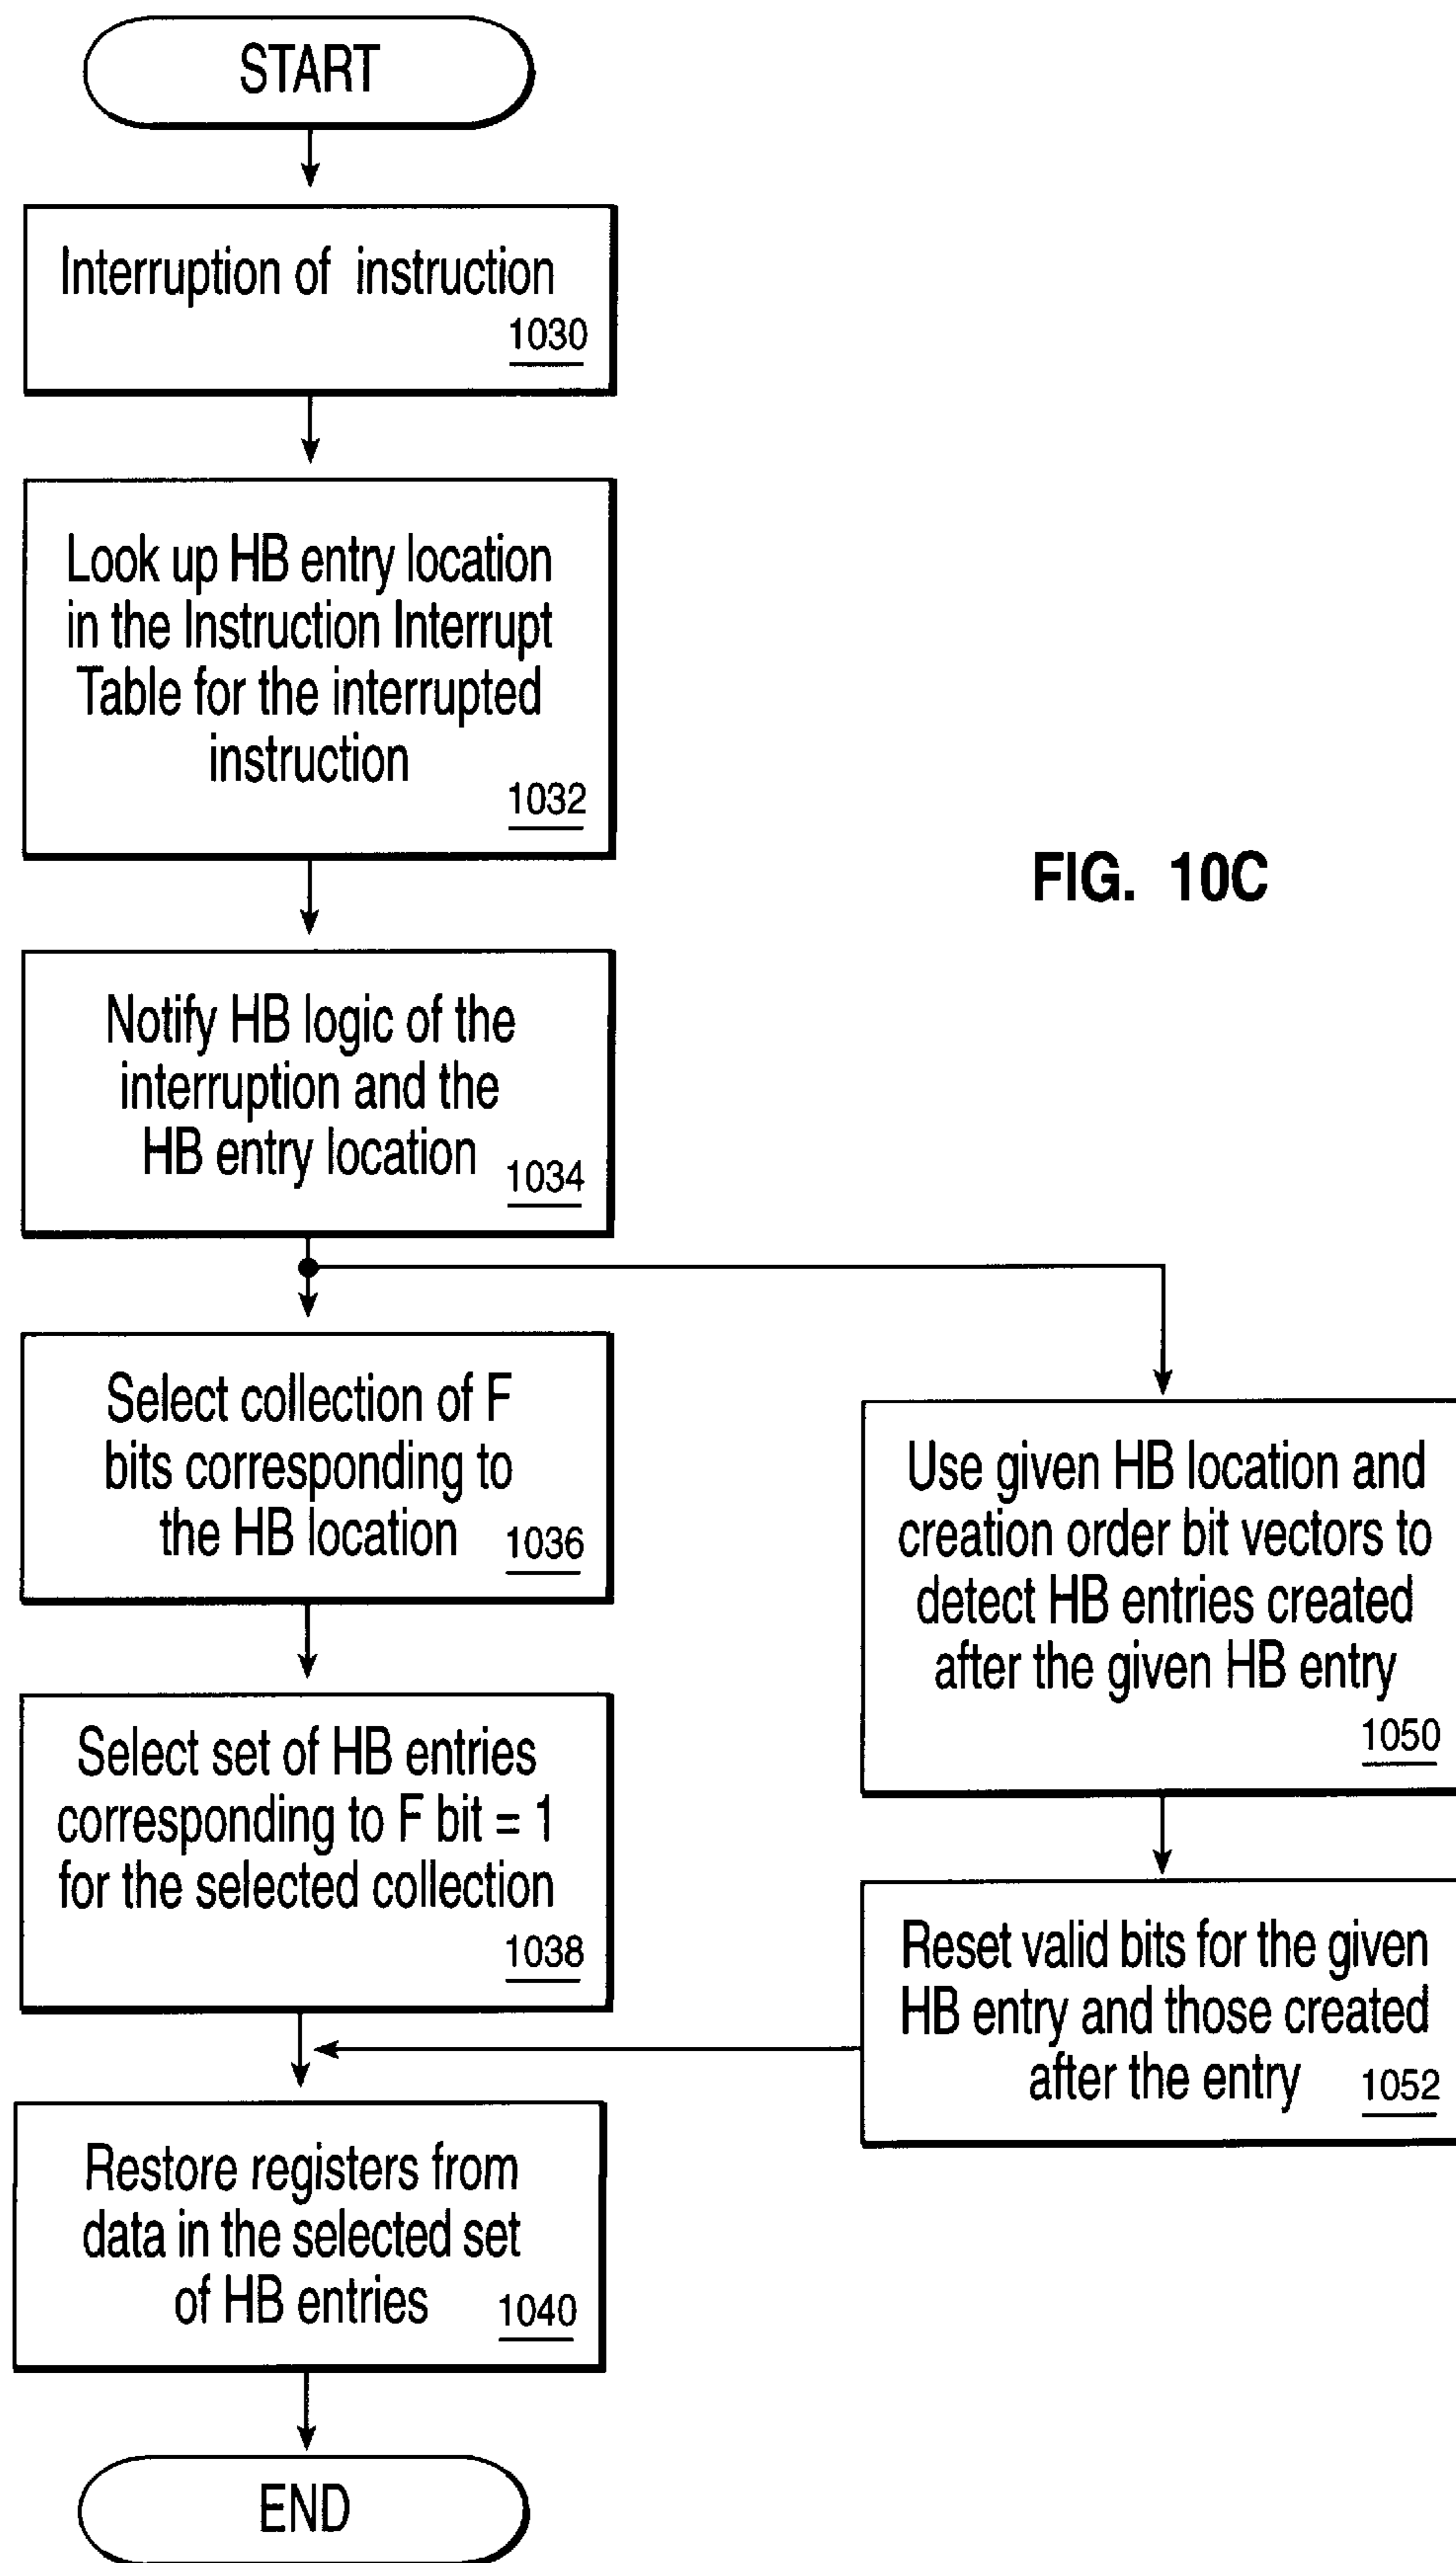 START
Interruption of instruction
1030
Look up HB entry location
in the Instruction Interrupt
Table for the interrupted
instruction
1032
FIG. 10C
Notify HB logic of the
interruption and the
HB entry location
1034
Select collection of F
bits corresponding to
the HB location
1036
Use given HB location and
creation order bit vectors to
detect HB entries created
after the given HB entry
1050
Select set of HB entries
corresponding to F bit = 1
for the selected collection
1038
Reset valid bits for the given
HB entry and those created
after the entry
1052
Restore registers from
data in the selected set
of HB entries
1040
END